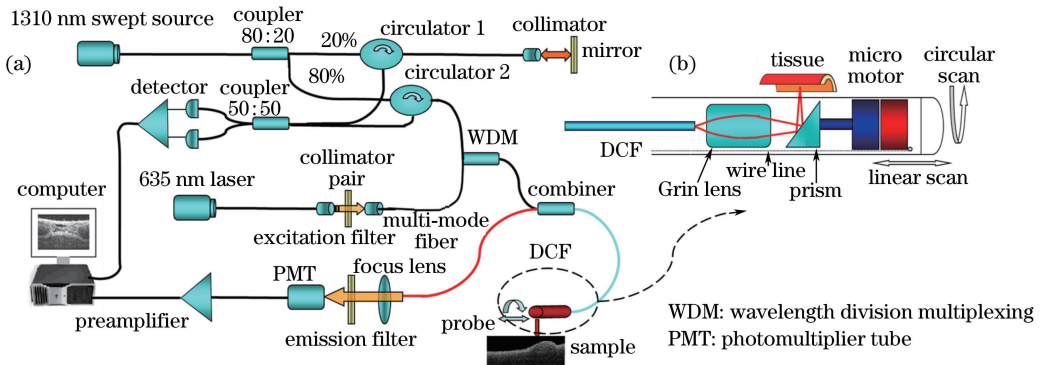 1310 nm swept source
coupler
80:20
20%
circulator 1
collimator
mirror
(a)
80%
circulator 2
detector
coupler
50:50
WDM
computer
635 nm laser
collimator
pair
excitation filter
multi-mode
fiber
combiner
DCF
PMT
focus lens
preamplifier
emission filter
probe
sample
(b)
tissue
micro
motor
circular
scan
DCF
Grin lens
wire line
prism
linear scan
WDM: wavelength division multiplexing
PMT: photomultiplier tube